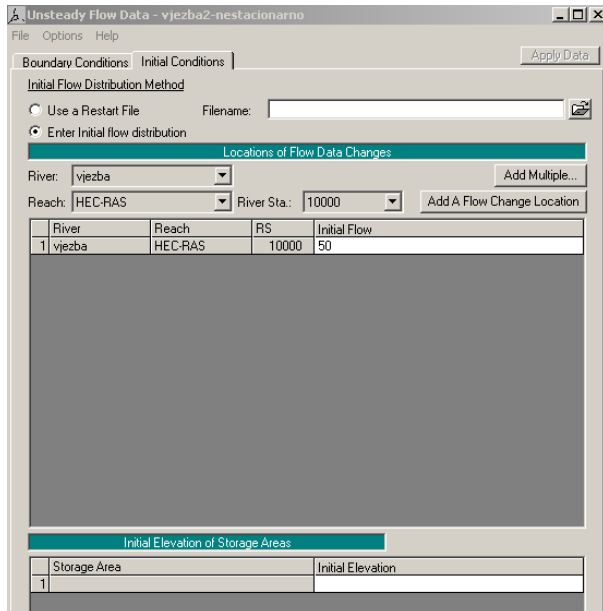 Unsteady Flow Data - vjezba2-nestacionarno
File Options Help
Boundary Conditions Initial Conditions Apply Data
Initial Flow Distribution Method
Use a Restart File Filename:
Enter Initial flow distribution
Locations of Flow Data Changes
River: vjezba Add Multiple...
Reach: HEC-RAS River Sta.: 10000 Add A Flow Change Location
River Reach RS Initial Flow
1 vjezba HEC-RAS 10000 50
Initial Elevation of Storage Areas
Storage Area Initial Elevation
1